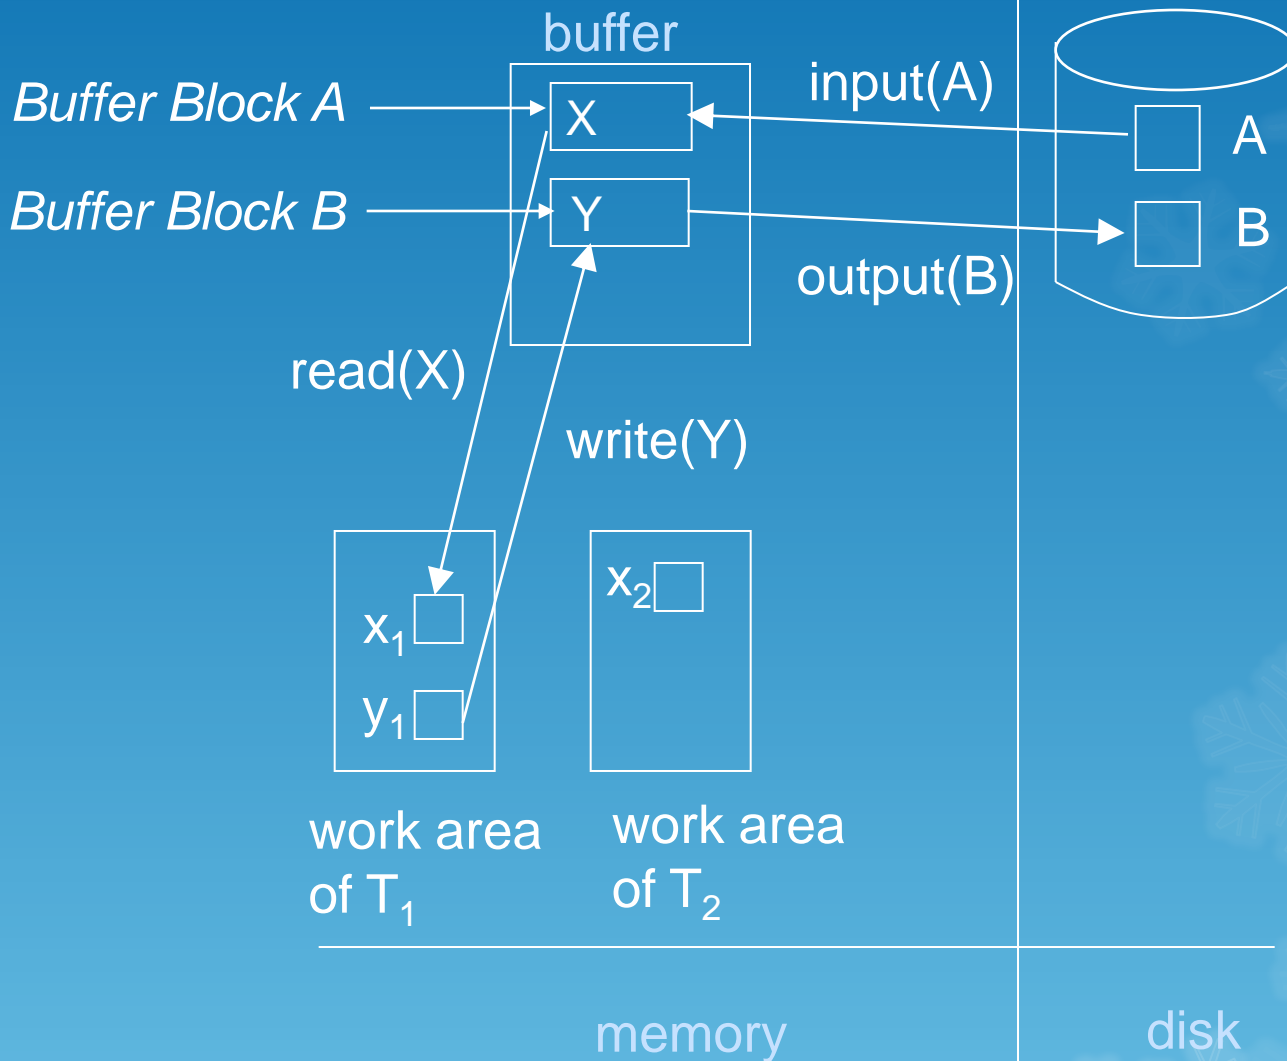 buffer
Buffer Block A
X
input(A)
A
Buffer Block B
Y
B
output(B)
read(X)
write(Y)
x₁
y₁
x₂
work area
of T₁
work area
of T₂
memory
disk